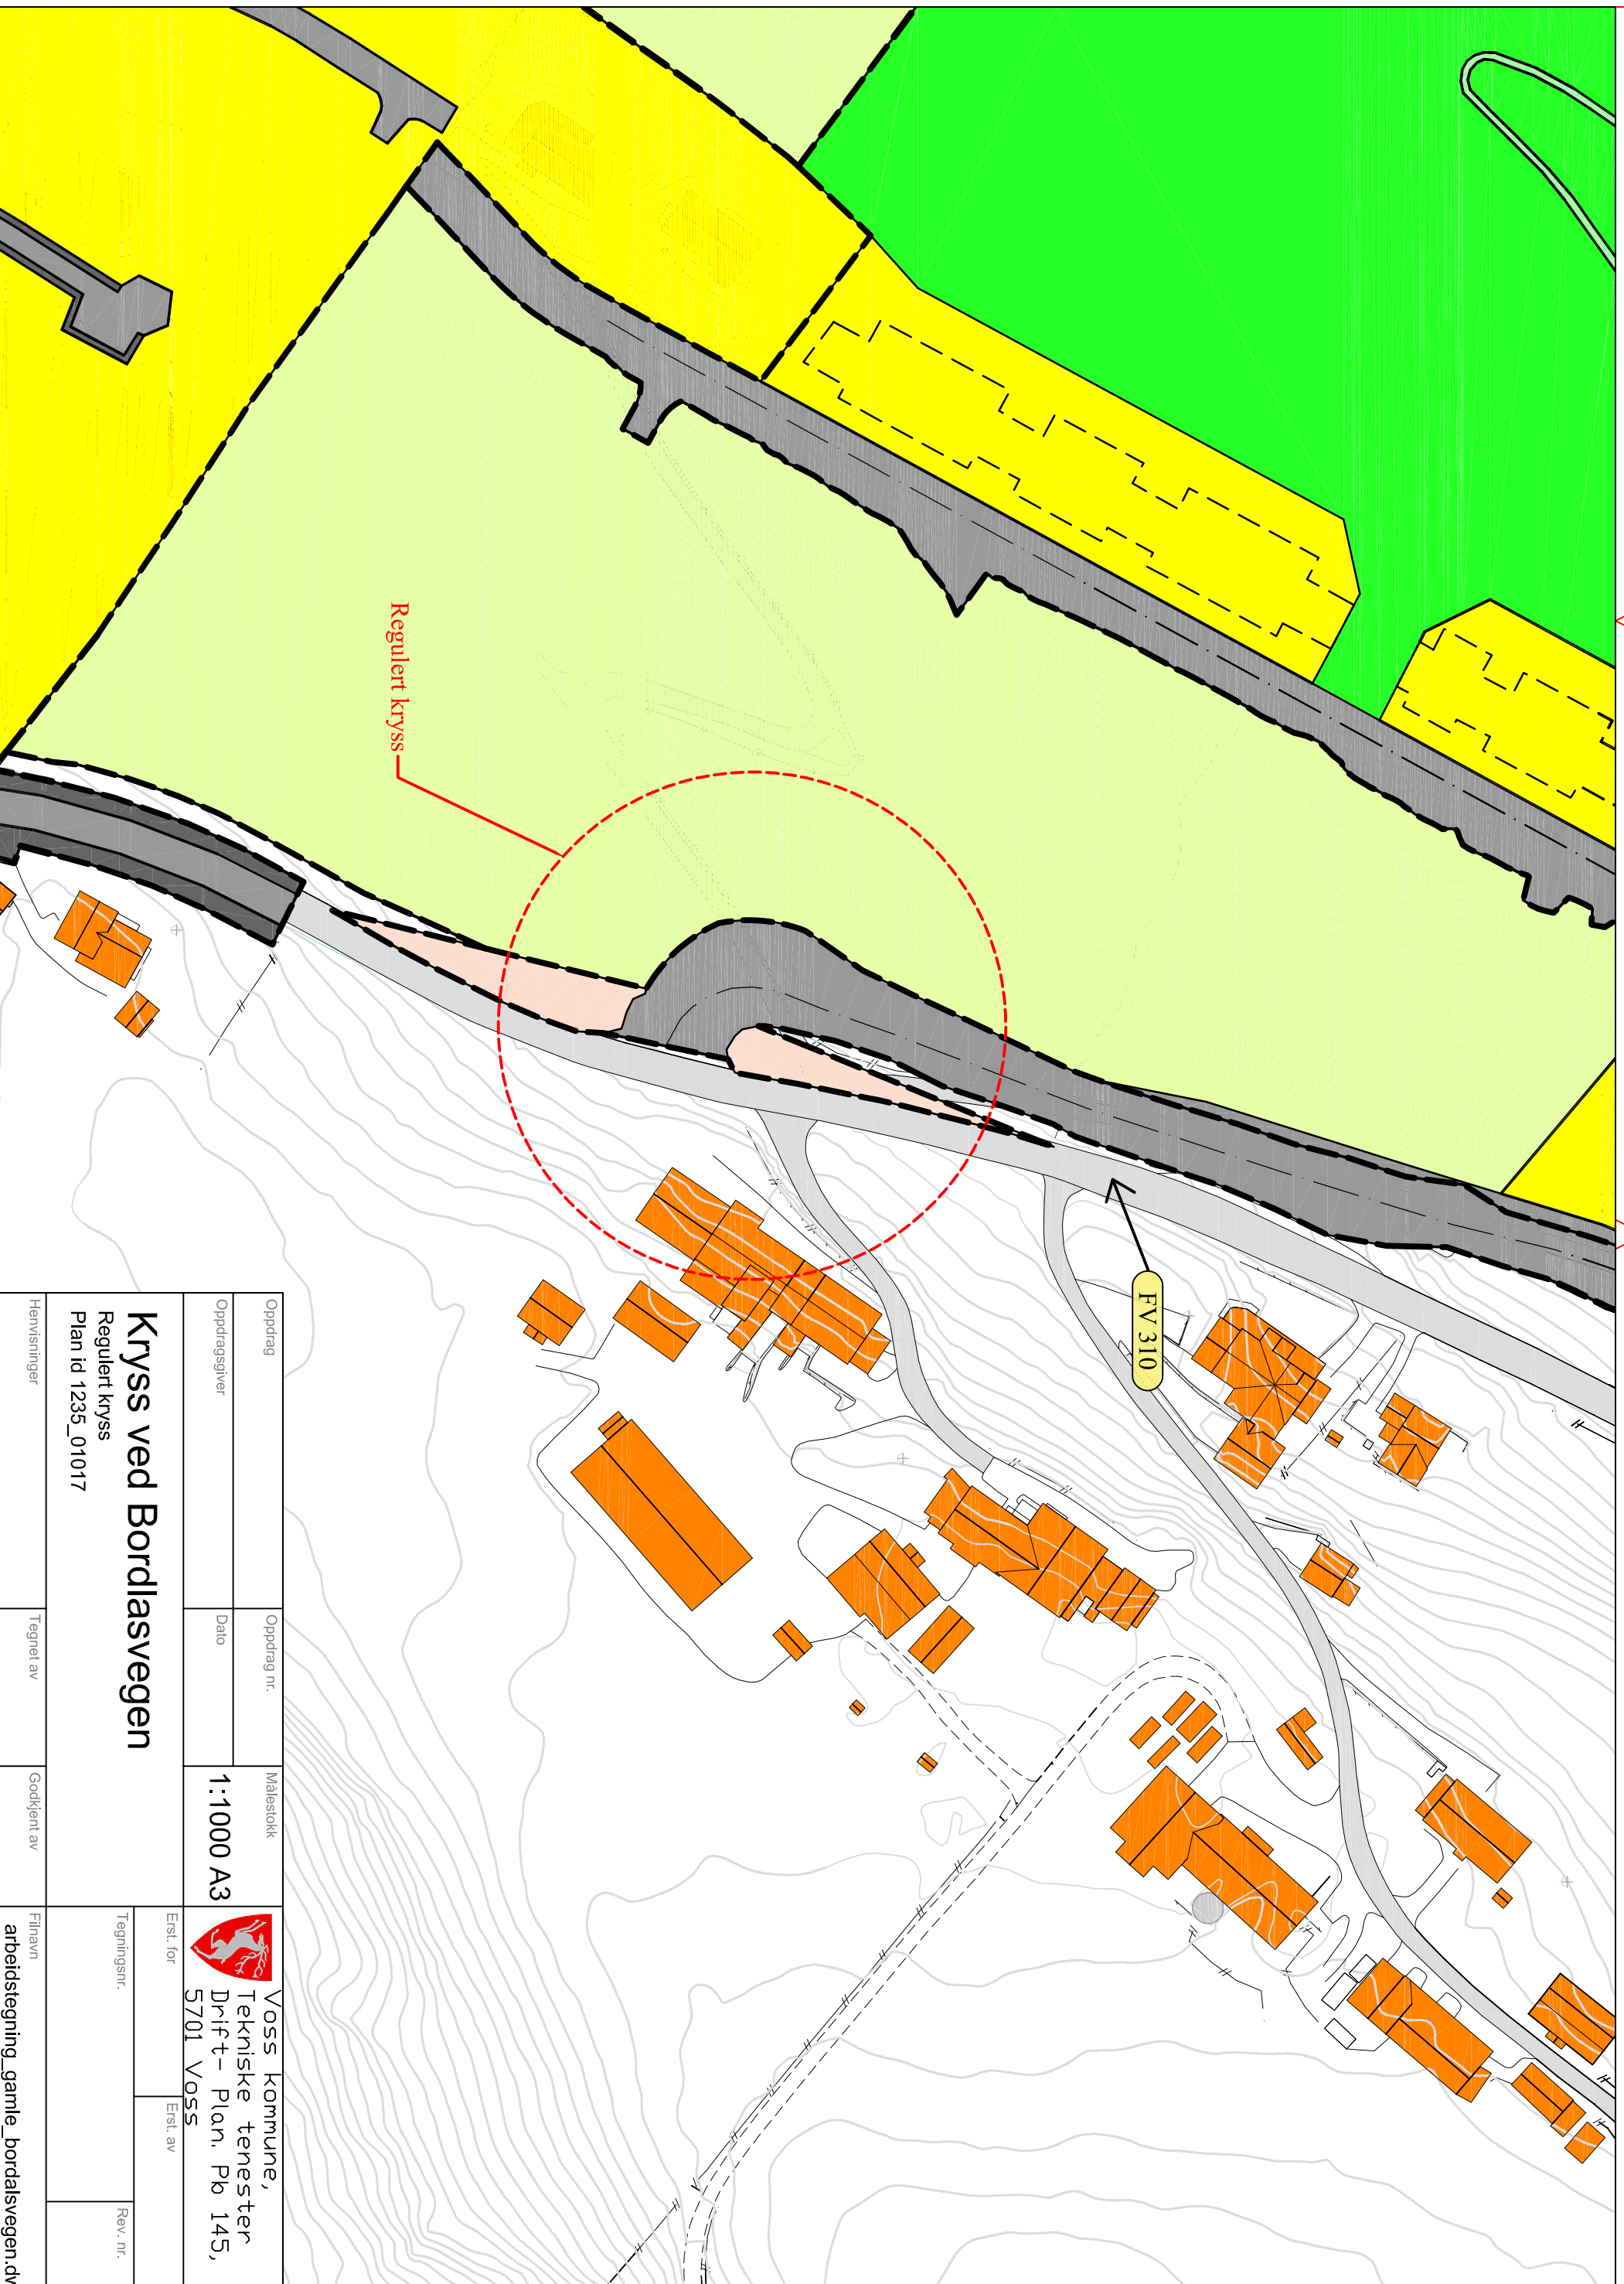 Regulert kryss
FV 310
Oppdrag
Oppdrag nr.
Målestokk
1:1000 A3
Oppdragsgiver
Dato
Kryss ved Bordlasvegen
Regulert kryss
Plan id 1235_01017
Henvisninger
Tegnet av
Godkjent av
Voss kommune,
Tekniske tenester
Drift- Plan. Pb 145,
5701 Voss
Erst. for
Erst. av
Tegningsnr.
Rev. nr.
Filnavn
arbeidstegning_gamle_bordalsvegen.dw